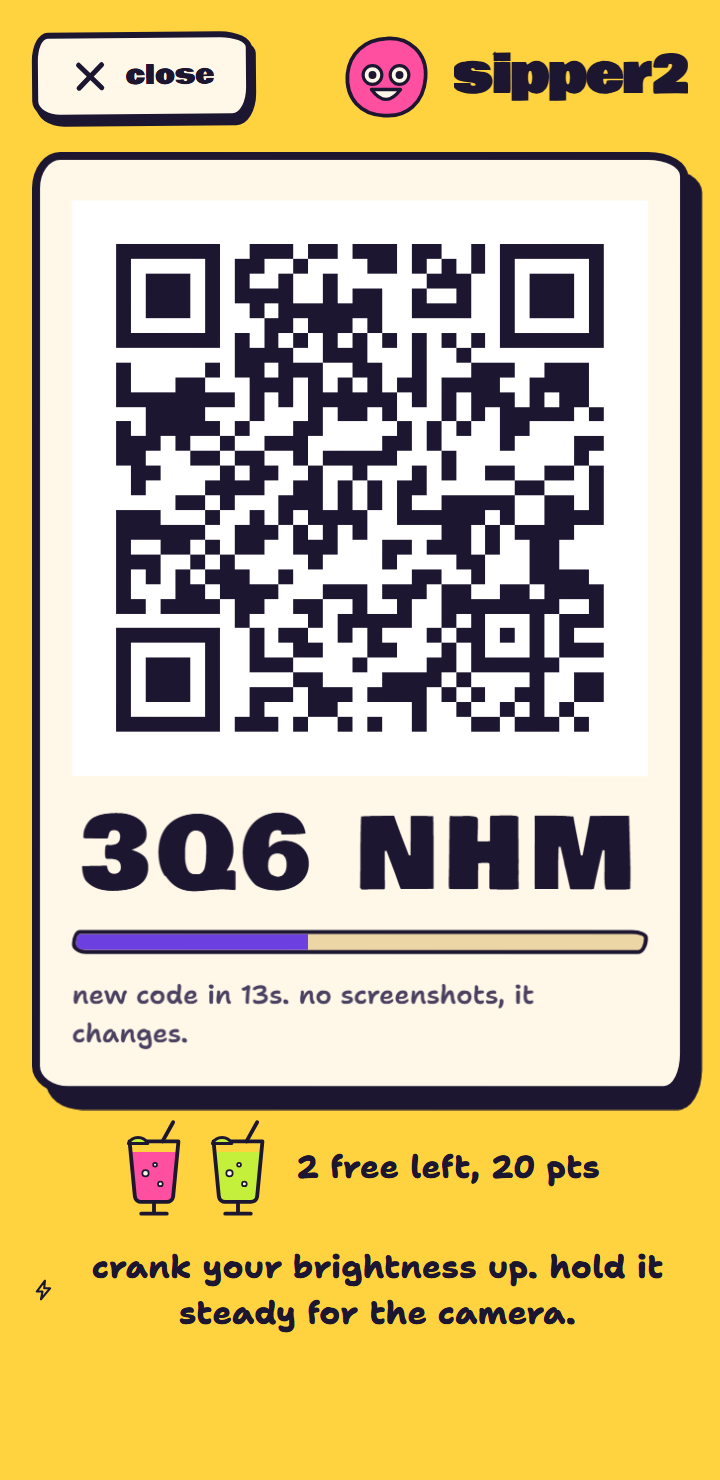 close
sipper2
3Q6 NHM
new code in 13s. no screenshots, it
changes.
2 free left, 20 pts
crank your brightness up. hold it
steady for the camera.